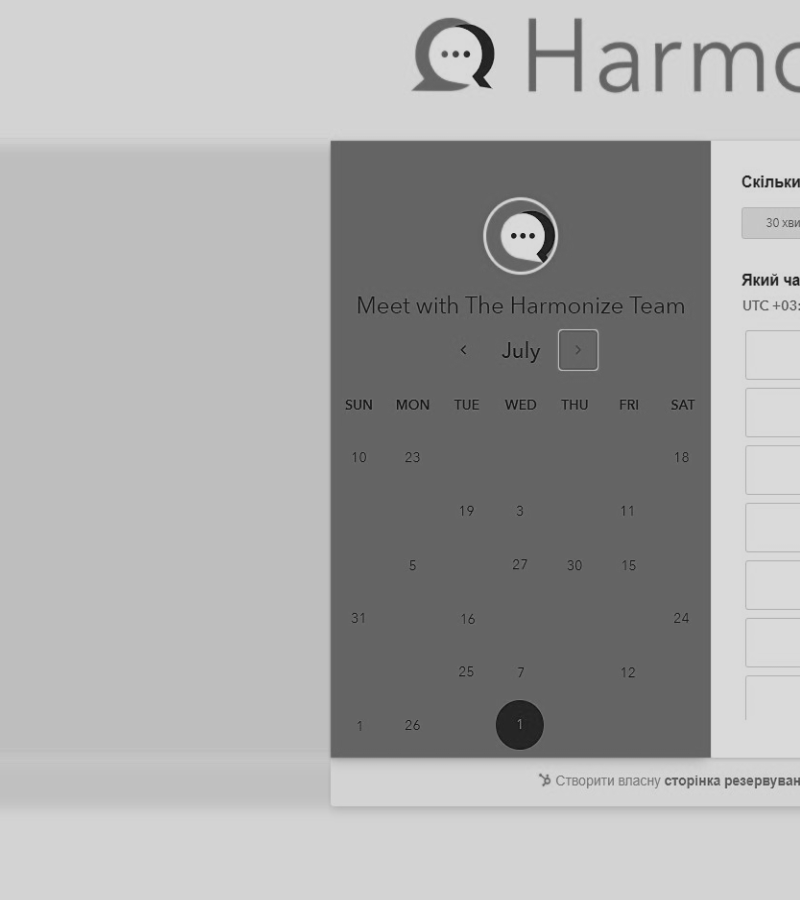 Harmo
Скільки
30 хви
Який ча
UTC +03:
Meet with The Harmonize Team
July
SUN MON TUE WED THU FRI SAT
10 23 18
19 3 11
5 27 30 15
31 16 24
25 7 12
1 26 1
Створити власну сторінка резервуван